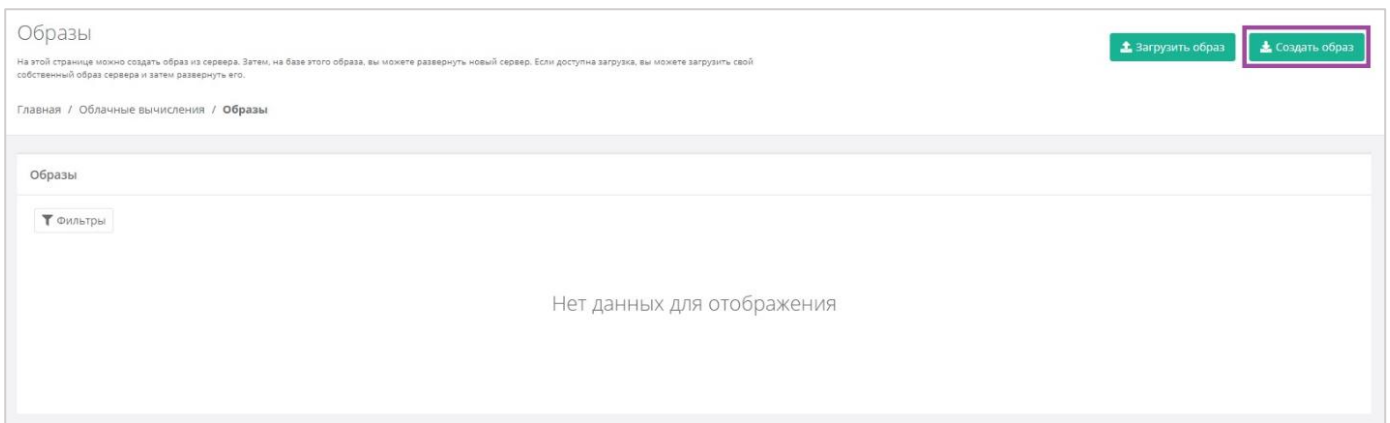 Образы
Загрузить образ
Создать образ
На этой странице можно создать образ из сервера. Затем, на базе этого образа, вы можете развернуть новый сервер. Если доступна загрузка, вы можете загрузить свой
собственный образ сервера и затем развернуть его.
Главная / Облачные вычисления / Образы
Образы
Фильтры
Нет данных для отображения